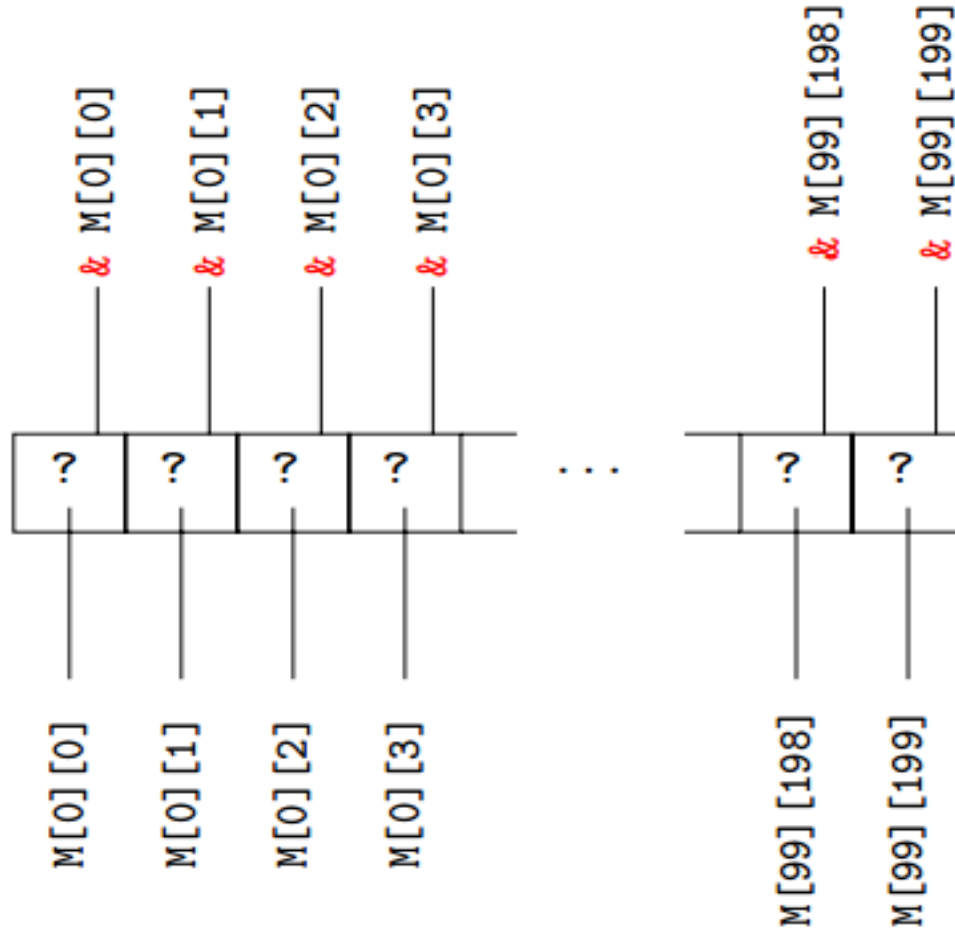 & M[0][0]
& M[0][1]
& M[0][2]
& M[0][3]
& M[99][198]
& M[99][199]
?
?
?
?
. . .
?
?
M[0][0]
M[0][1]
M[0][2]
M[0][3]
M[99][198]
M[99][199]